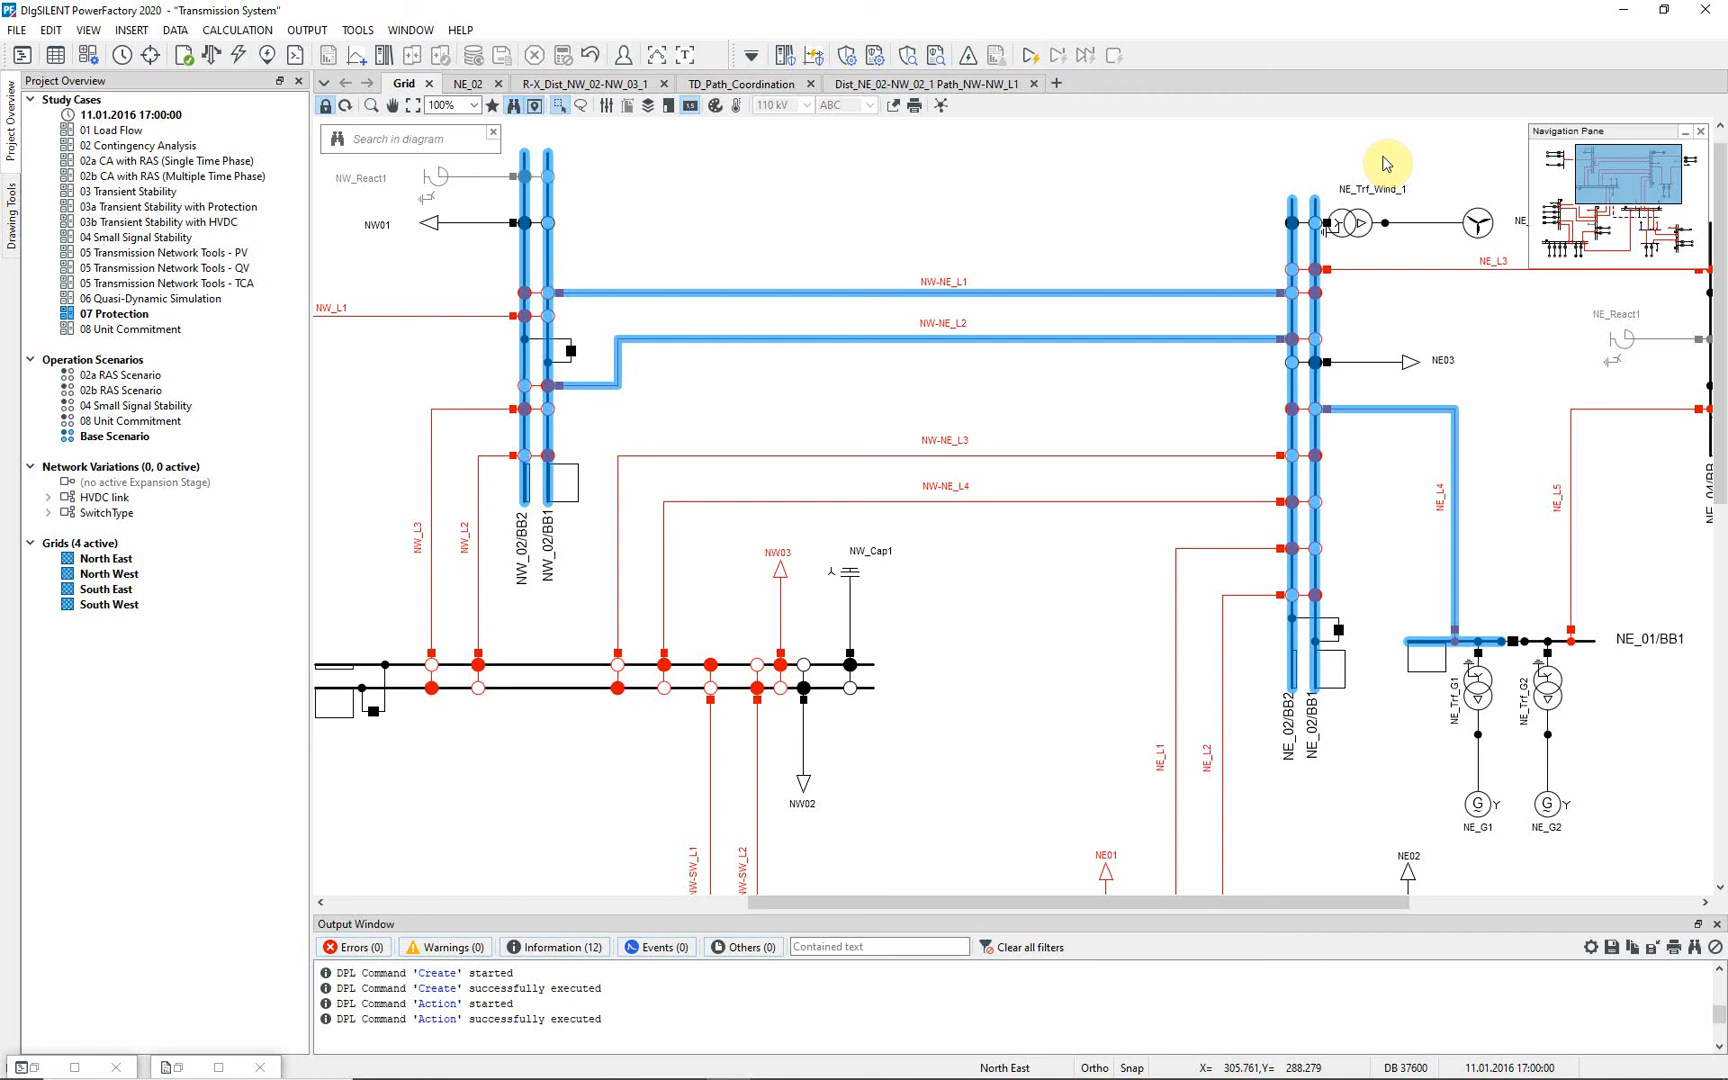 DIgSILENT PowerFactory 2020 - "Transmission System"
FILE EDIT VIEW INSERT DATA CALCULATION OUTPUT TOOLS WINDOW HELP
Project Overview
Grid NE_02 R-X_Dist_NW_02-NW_03_1 TD_Path_Coordination Dist_NE_02-NW_02_1 Path_NW-NW_L1
100% 110 kV ABC
Project Overview
Drawing Tools
Study Cases
11.01.2016 17:00:00
01 Load Flow
02 Contingency Analysis
02a CA with RAS (Single Time Phase)
02b CA with RAS (Multiple Time Phase)
03 Transient Stability
03a Transient Stability with Protection
03b Transient Stability with HVDC
04 Small Signal Stability
05 Transmission Network Tools - PV
05 Transmission Network Tools - QV
05 Transmission Network Tools - TCA
06 Quasi-Dynamic Simulation
07 Protection
08 Unit Commitment
Operation Scenarios
02a RAS Scenario
02b RAS Scenario
04 Small Signal Stability
08 Unit Commitment
Base Scenario
Network Variations (0, 0 active)
(no active Expansion Stage)
HVDC link
SwitchType
Grids (4 active)
North East
North West
South East
South West
Search in diagram
Navigation Pane
NW_React1
NW01
NE_Trf_Wind_1
NE_
NE_L3
NW-NE_L1
NW_L1
NW-NE_L2
NE_React1
NE03
NW-NE_L3
NW-NE_L4
NE_L4
NE_L5
NW_L3
NW_L2
NW_02/BB2
NW_02/BB1
NW03
NW_Cap1
NE_01/BB1
NE_Trf_G1
NE_Trf_G2
NE_02/BB2
NE_02/BB1
NE_L1
NE_L2
NW02
NE_G1
NE_G2
NW-SW_L1
NW-SW_L2
NE01
NE02
Output Window
Errors (0) Warnings (0) Information (12) Events (0) Others (0) Contained text Clear all filters
DPL Command 'Create' started
DPL Command 'Create' successfully executed
DPL Command 'Action' started
DPL Command 'Action' successfully executed
North East Ortho Snap X= 305.761,Y= 288.279 DB 37600 11.01.2016 17:00:00